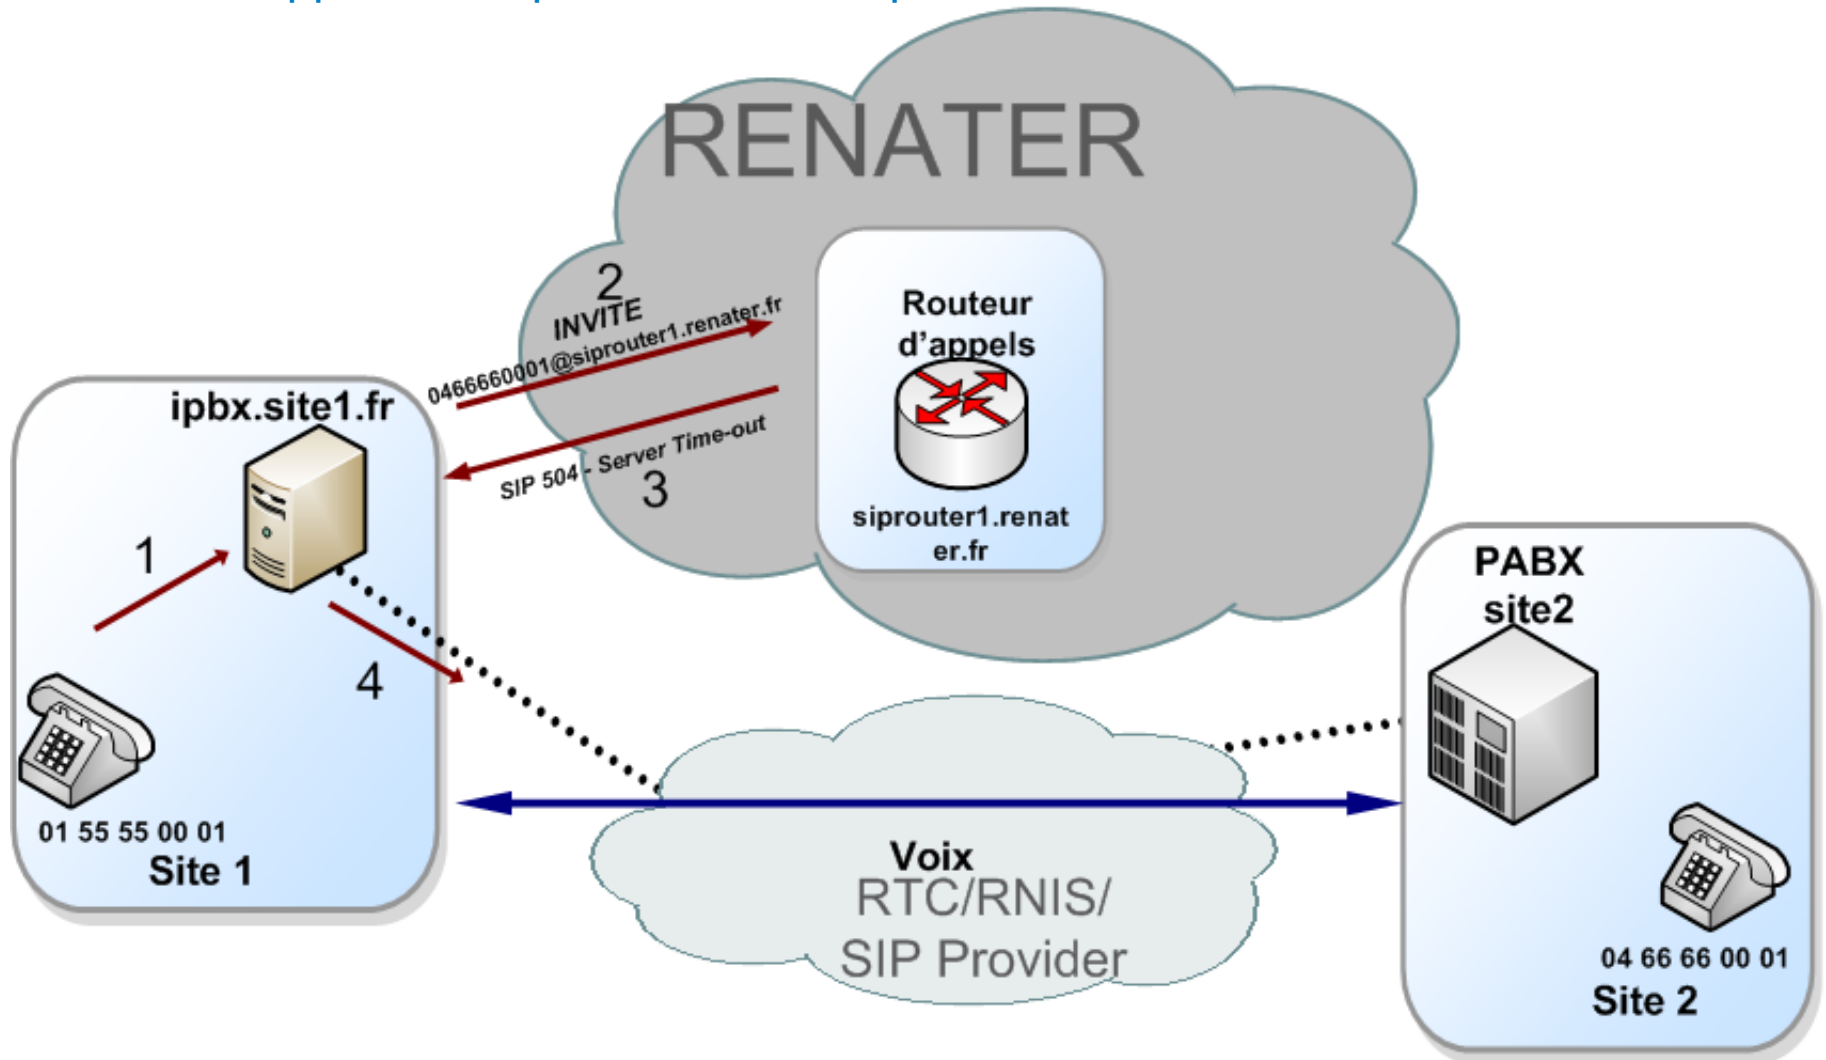 RENATER
2
INVITE
0466660001@siprouter1.renater.fr
Routeur
d'appels
siprouter1.renat
er.fr
SIP 504 - Server Time-out
3
ipbx.site1.fr
1
4
01 55 55 00 01
Site 1
PABX
site2
Voix
RTC/RNIS/
SIP Provider
04 66 66 00 01
Site 2